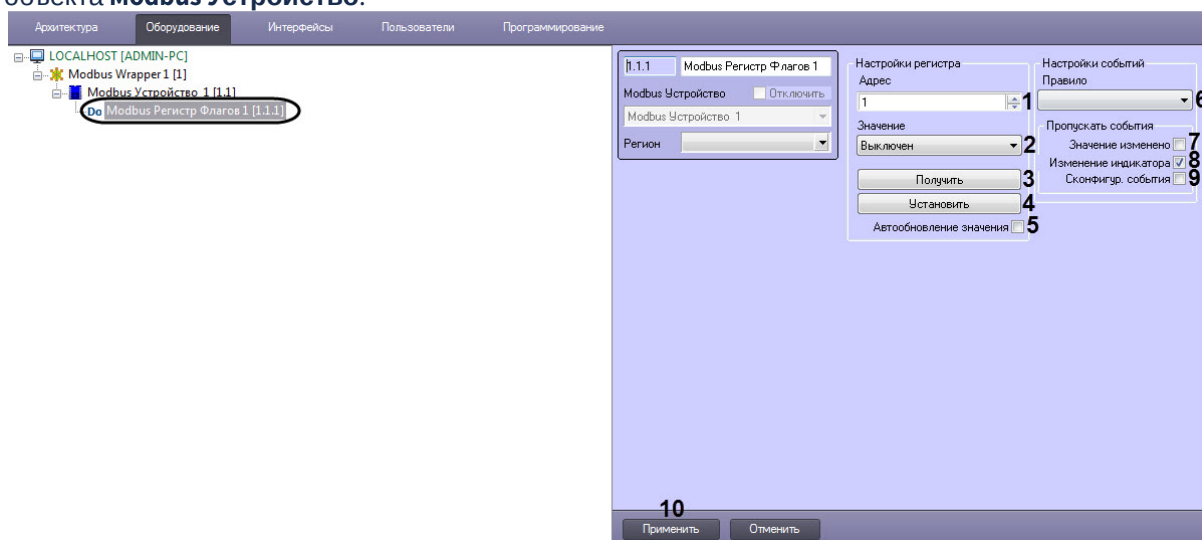 объекта Modbus Устройство.
Архитектура Оборудование Интерфейсы Пользователи Программирование
LOCALHOST [ADMIN-PC]
Modbus Wrapper 1 [1]
Modbus Устройство 1 [1.1]
Do Modbus Регистр Флагов 1 [1.1.1]
1.1.1 Modbus Регистр Флагов 1
Modbus Устройство Отключить
Modbus Устройство 1
Регион
Настройки регистра
Адрес
1 1
Значение
Выключен 2
Получить 3
Установить 4
Автообновление значения 5
Настройки событий
Правило
6
Пропускать события
Значение изменено 7
Изменение индикатора 8
Сконфигур. события 9
10
Применить Отменить